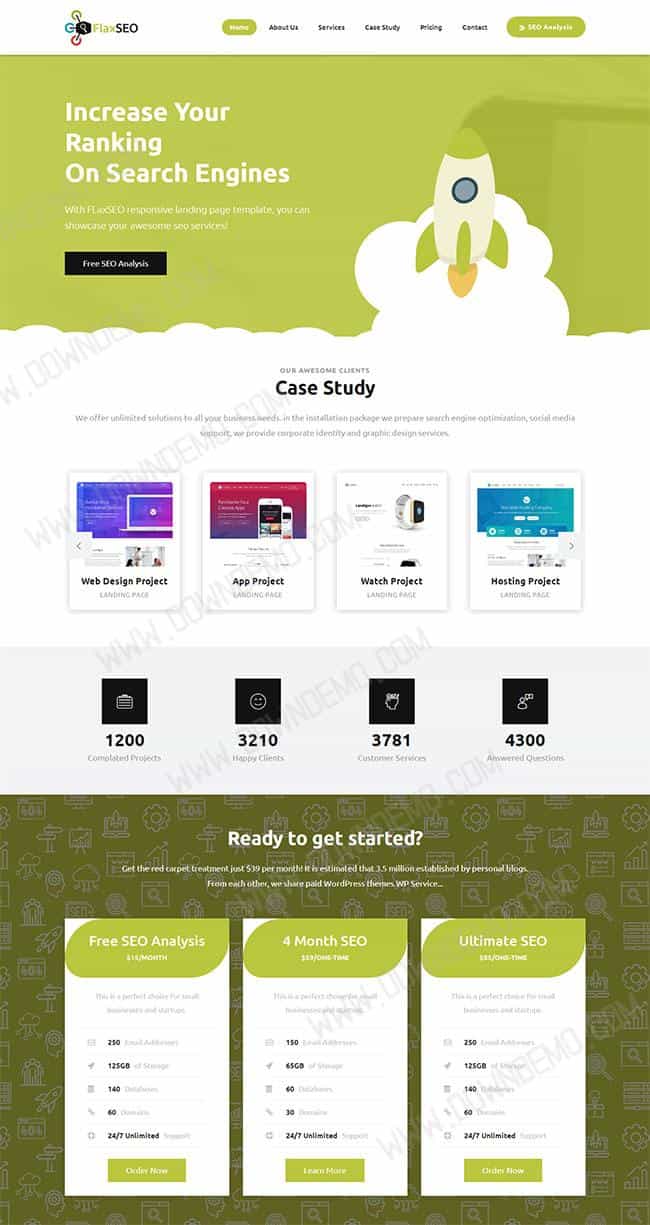 FlaxSEO
Home
About Us
Services
Case Study
Pricing
Contact
SEO Analysis
Increase Your
Ranking
On Search Engines
With FLaxSEO responsive landing page template, you can
showcase your awesome seo services!
Free SEO Analysis
OUR AWESOME CLIENTS
Case Study
We offer unlimited solutions to all your business needs. in the installation package we prepare search engine optimization, social media
support, we provide corporate identity and graphic design services.
Web Design Project
LANDING PAGE
App Project
LANDING PAGE
Watch Project
LANDING PAGE
Hosting Project
LANDING PAGE
1200
Complated Projects
3210
Happy Clients
3781
Customer Services
4300
Answered Questions
Ready to get started?
Get the red carpet treatment just $39 per month! It is estimated that 3.5 million established by personal blogs.
From each other, we share paid WordPress themes WP Service...
Free SEO Analysis
$15/MONTH
This is a perfect choice for small
businesses and startups.
250 Email Addresses
125GB of Storage
140 Databases
60 Domains
24/7 Unlimited Support
Order Now
4 Month SEO
$59/ONE-TIME
This is a perfect choice for small
businesses and startups.
150 Email Addresses
65GB of Storage
60 Databases
30 Domains
24/7 Unlimited Support
Learn More
Ultimate SEO
$85/ONE-TIME
This is a perfect choice for small
businesses and startups.
250 Email Addresses
125GB of Storage
140 Databases
60 Domains
24/7 Unlimited Support
Order Now
WWW.DOWNDEMO.COM